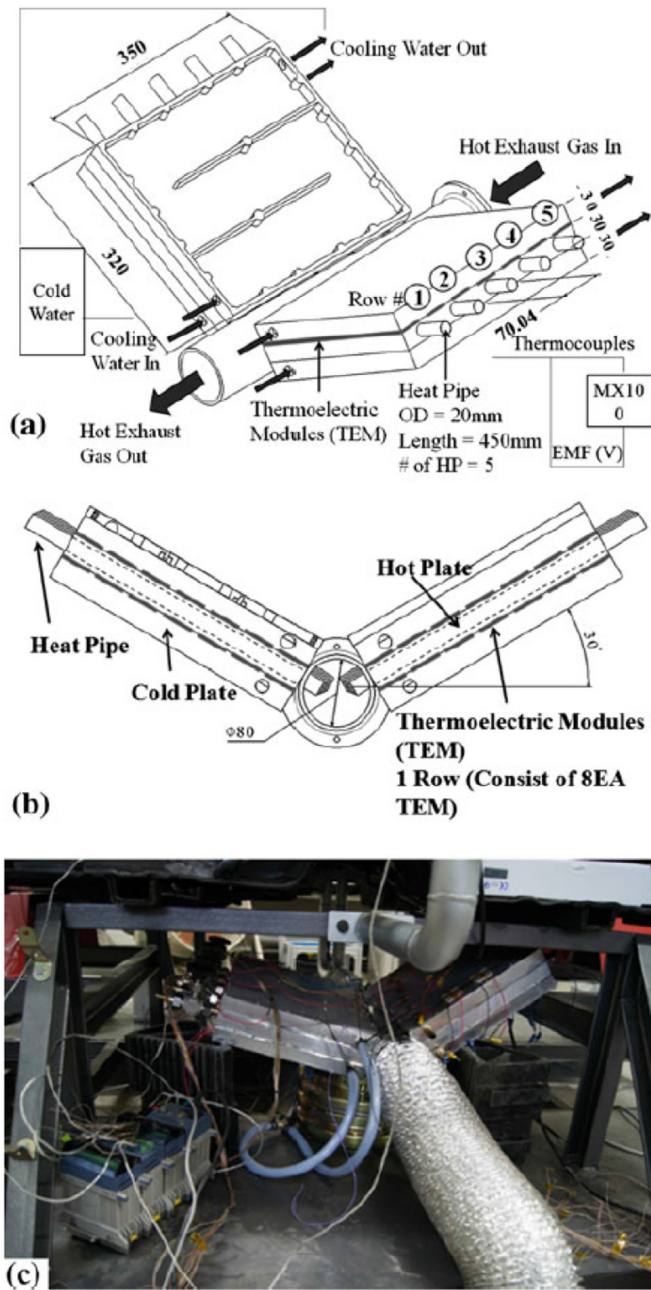 350
Cooling Water Out
Hot Exhaust Gas In
320
30
30
30
5
4
3
2
Row # 1
Cold
Water
Cooling
Water In
70.04
Thermocouples
MX10
0
EMF (V)
Heat Pipe
OD = 20mm
Length = 450mm
# of HP = 5
Thermoelectric
Modules (TEM)
(a)
Hot Exhaust
Gas Out
Hot Plate
Heat Pipe
Cold Plate
30°
Φ80
Thermoelectric Modules
(TEM)
1 Row (Consist of 8EA
TEM)
(b)
(c)